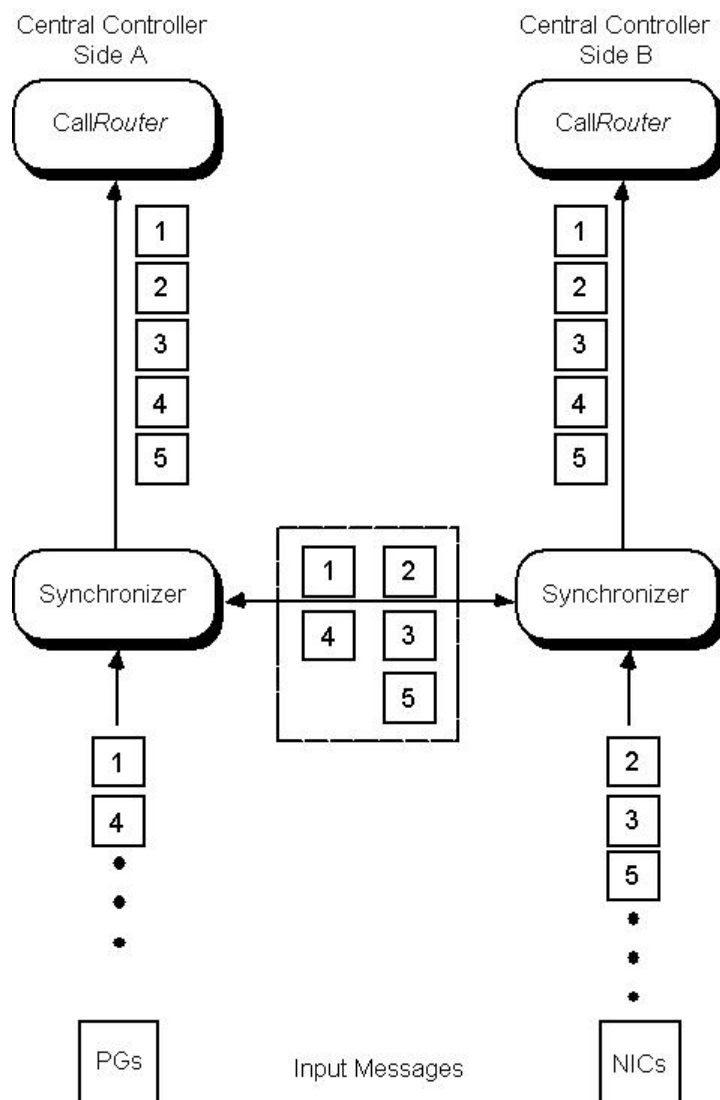 Central Controller
Side A
Central Controller
Side B
CallRouter
CallRouter
1
2
3
4
5
1
2
3
4
5
Synchronizer
1
2
4
3
5
Synchronizer
1
4
2
3
5
PGs
Input Messages
NICs